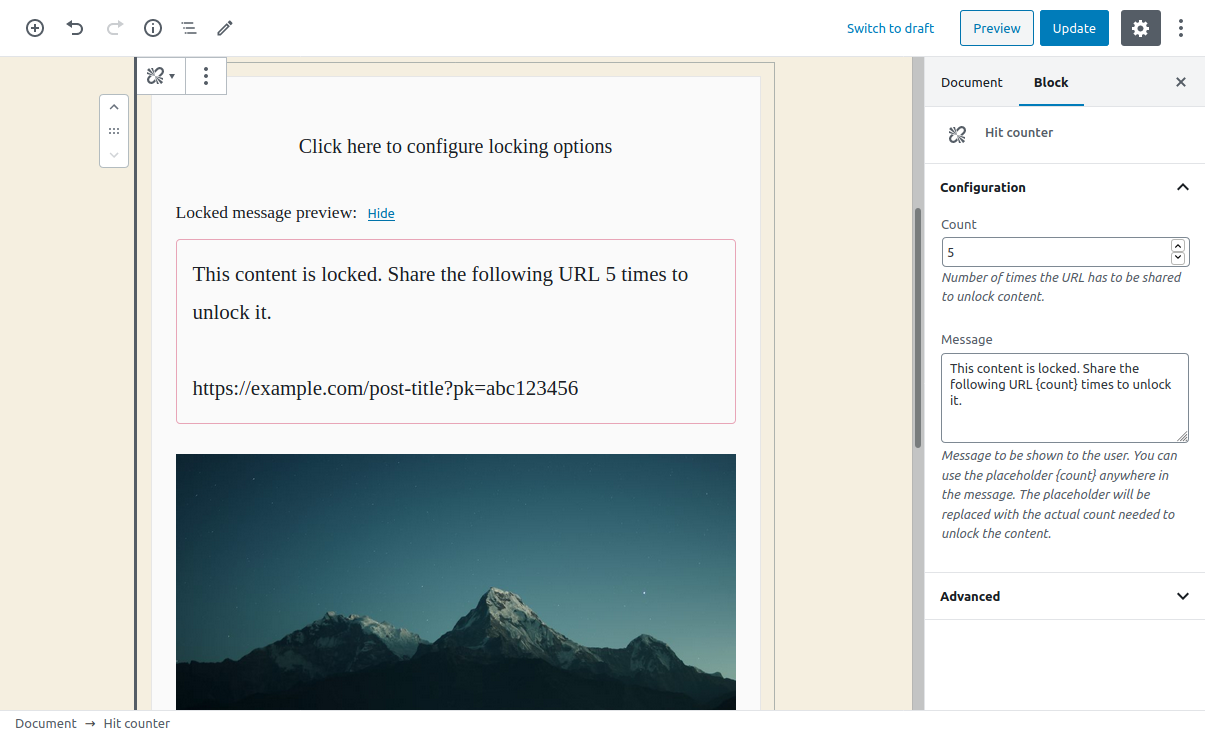 Switch to draft
Preview
Update
Document
Block
Hit counter
Click here to configure locking options
Locked message preview: Hide
This content is locked. Share the following URL 5 times to
unlock it.
https://example.com/post-title?pk=abc123456
Configuration
Count
5
Number of times the URL has to be shared
to unlock content.
Message
This content is locked. Share the
following URL {count} times to unlock
it.
Message to be shown to the user. You can
use the placeholder {count} anywhere in
the message. The placeholder will be
replaced with the actual count needed to
unlock the content.
Advanced
Document → Hit counter